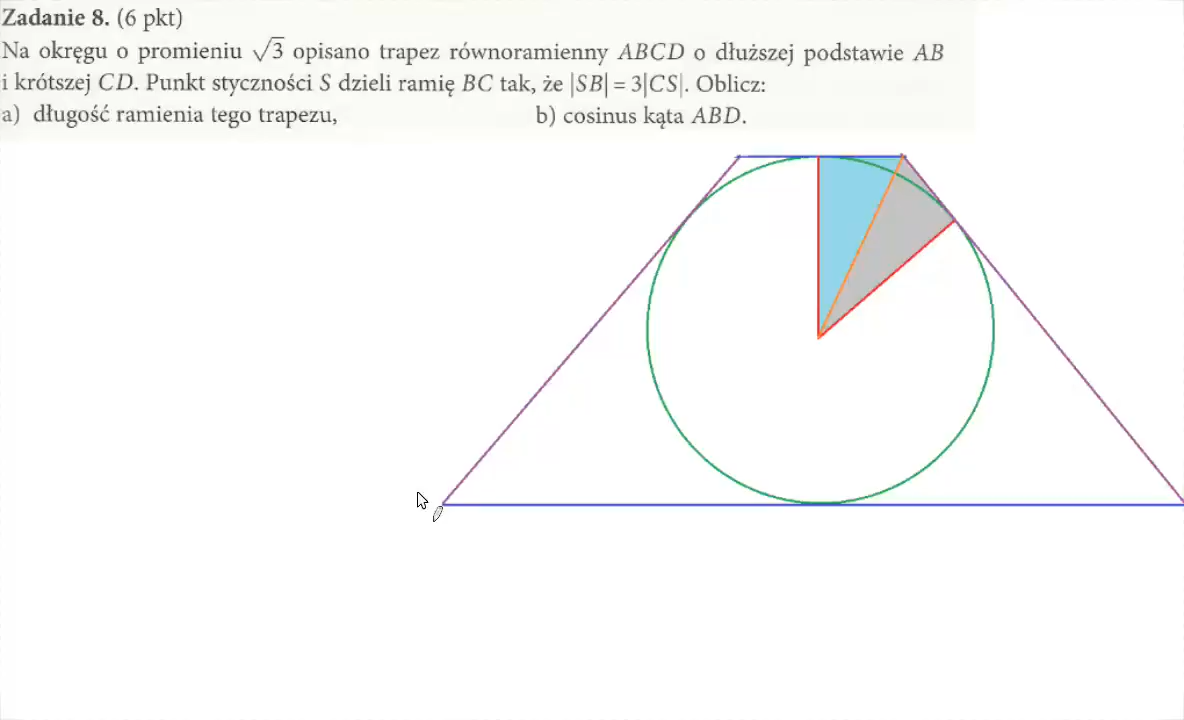 Zadanie 8. (6 pkt)
Na okręgu o promieniu √3 opisano trapez równoramienny ABCD o dłuższej podstawie AB
i krótszej CD. Punkt styczności S dzieli ramię BC tak, że |SB| = 3|CS|. Oblicz:
a) długość ramienia tego trapezu, b) cosinus kąta ABD.